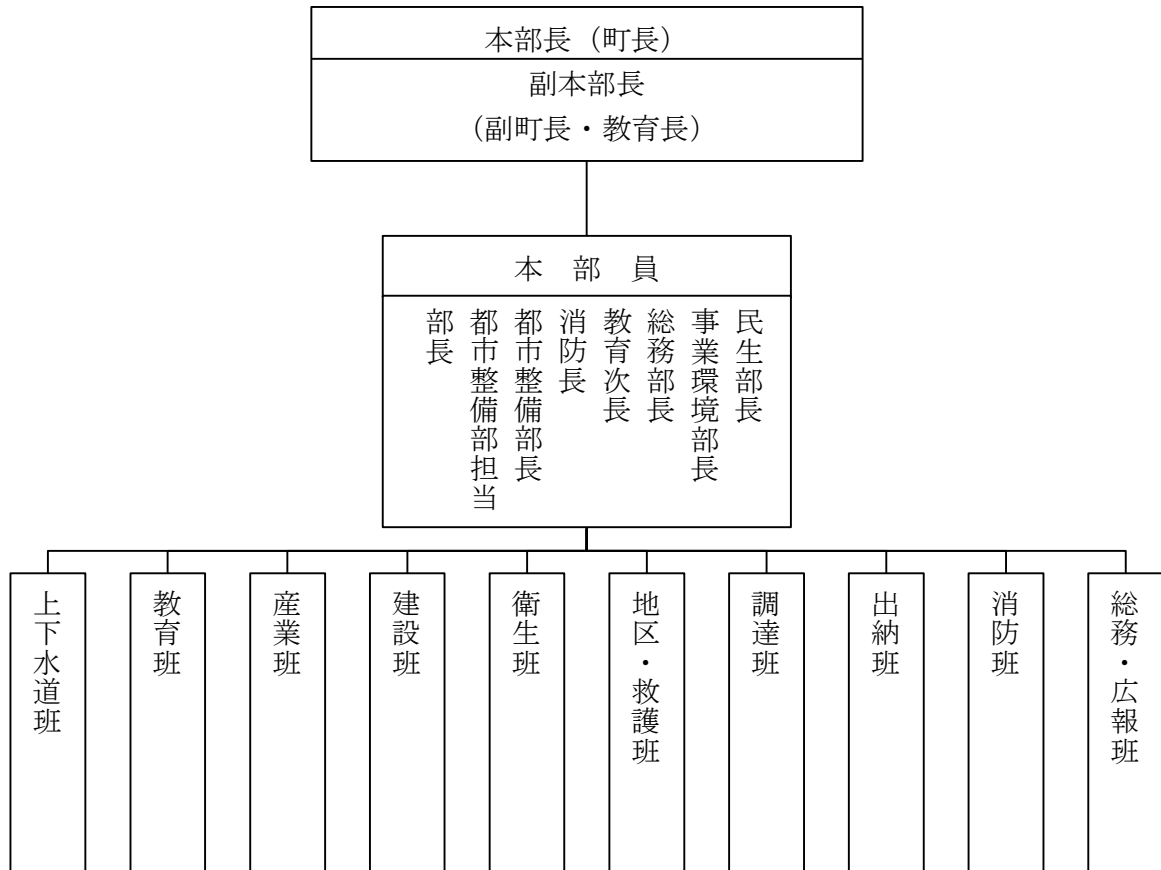 本部長（町長）
副本部長
（副町長・教育長）
本　部　員
民生部長
事業環境部長
総務部長
教育次長
消防長
都市整備部長
都市整備部担当
部長
総務・広報班
消防班
出納班
調達班
地区・救護班
衛生班
建設班
産業班
教育班
上下水道班